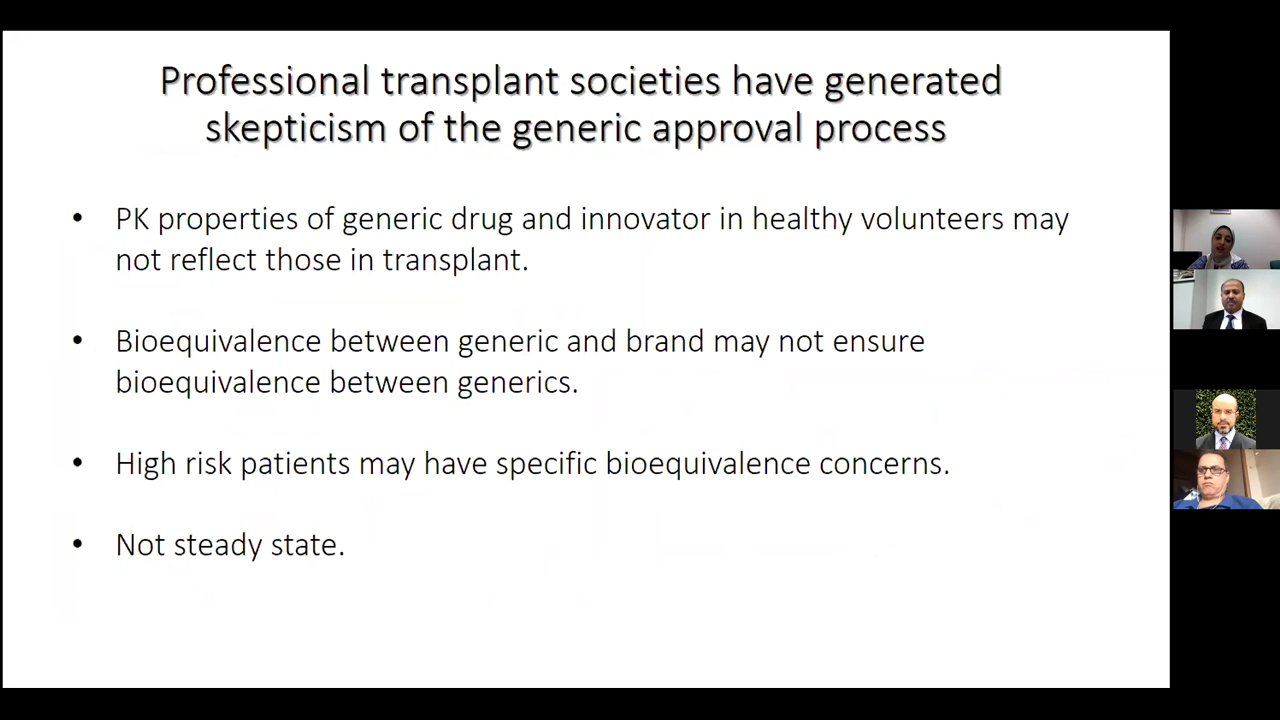 Professional transplant societies have generated
skepticism of the generic approval process
• PK properties of generic drug and innovator in healthy volunteers may
not reflect those in transplant.
• Bioequivalence between generic and brand may not ensure
bioequivalence between generics.
• High risk patients may have specific bioequivalence concerns.
• Not steady state.